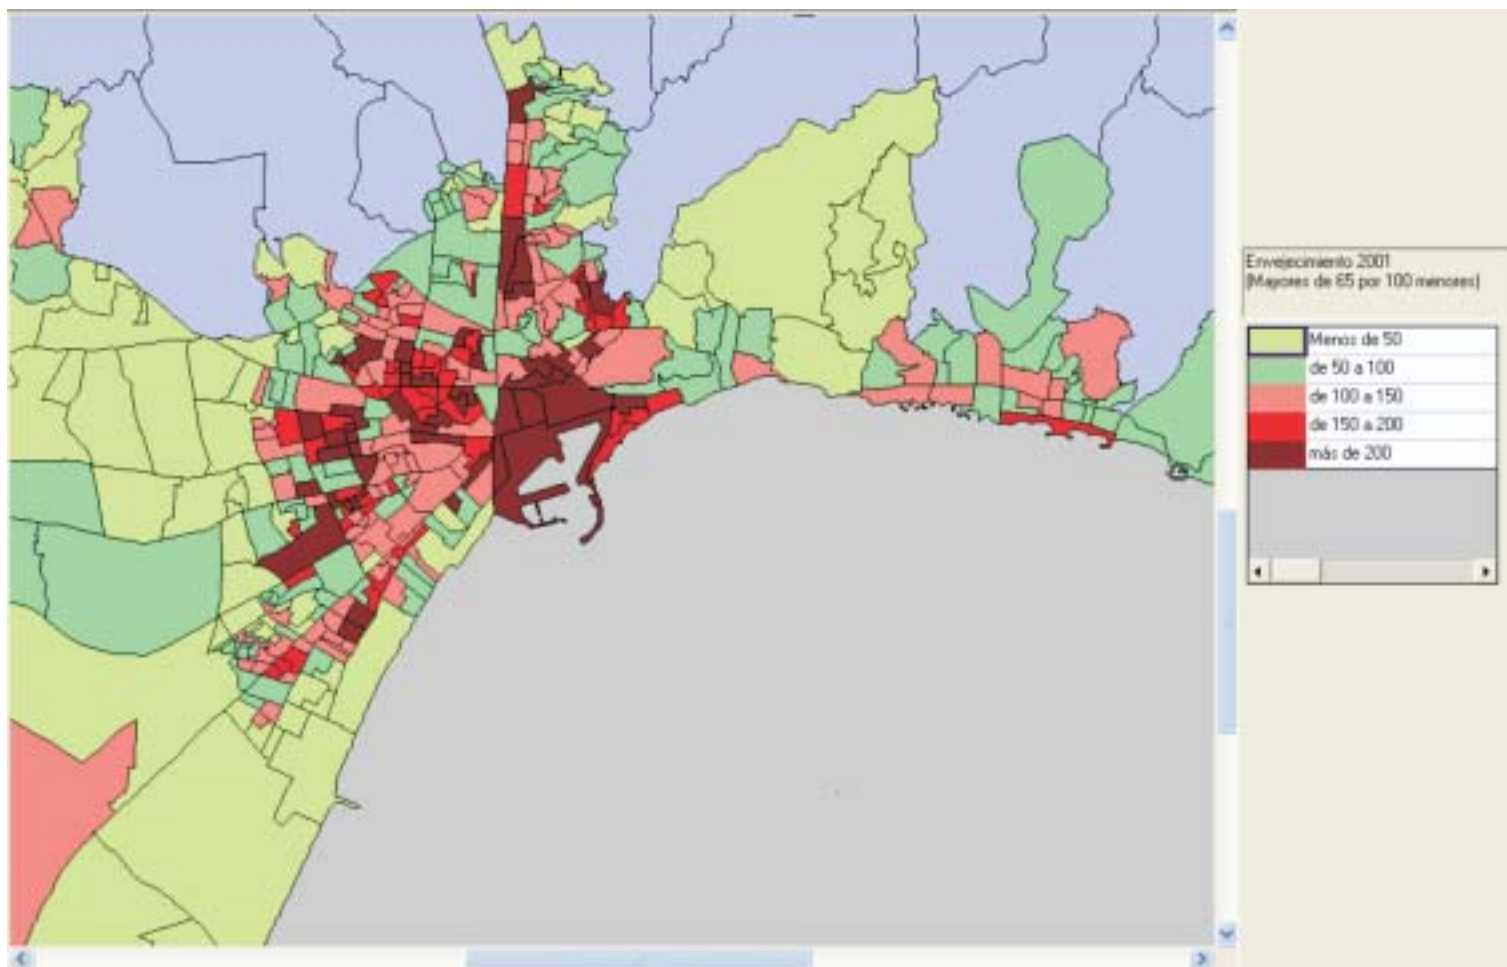 Envejecimiento 2001
(Mayores de 65 por 100 menores)
Menos de 50
de 50 a 100
de 100 a 150
de 150 a 200
más de 200